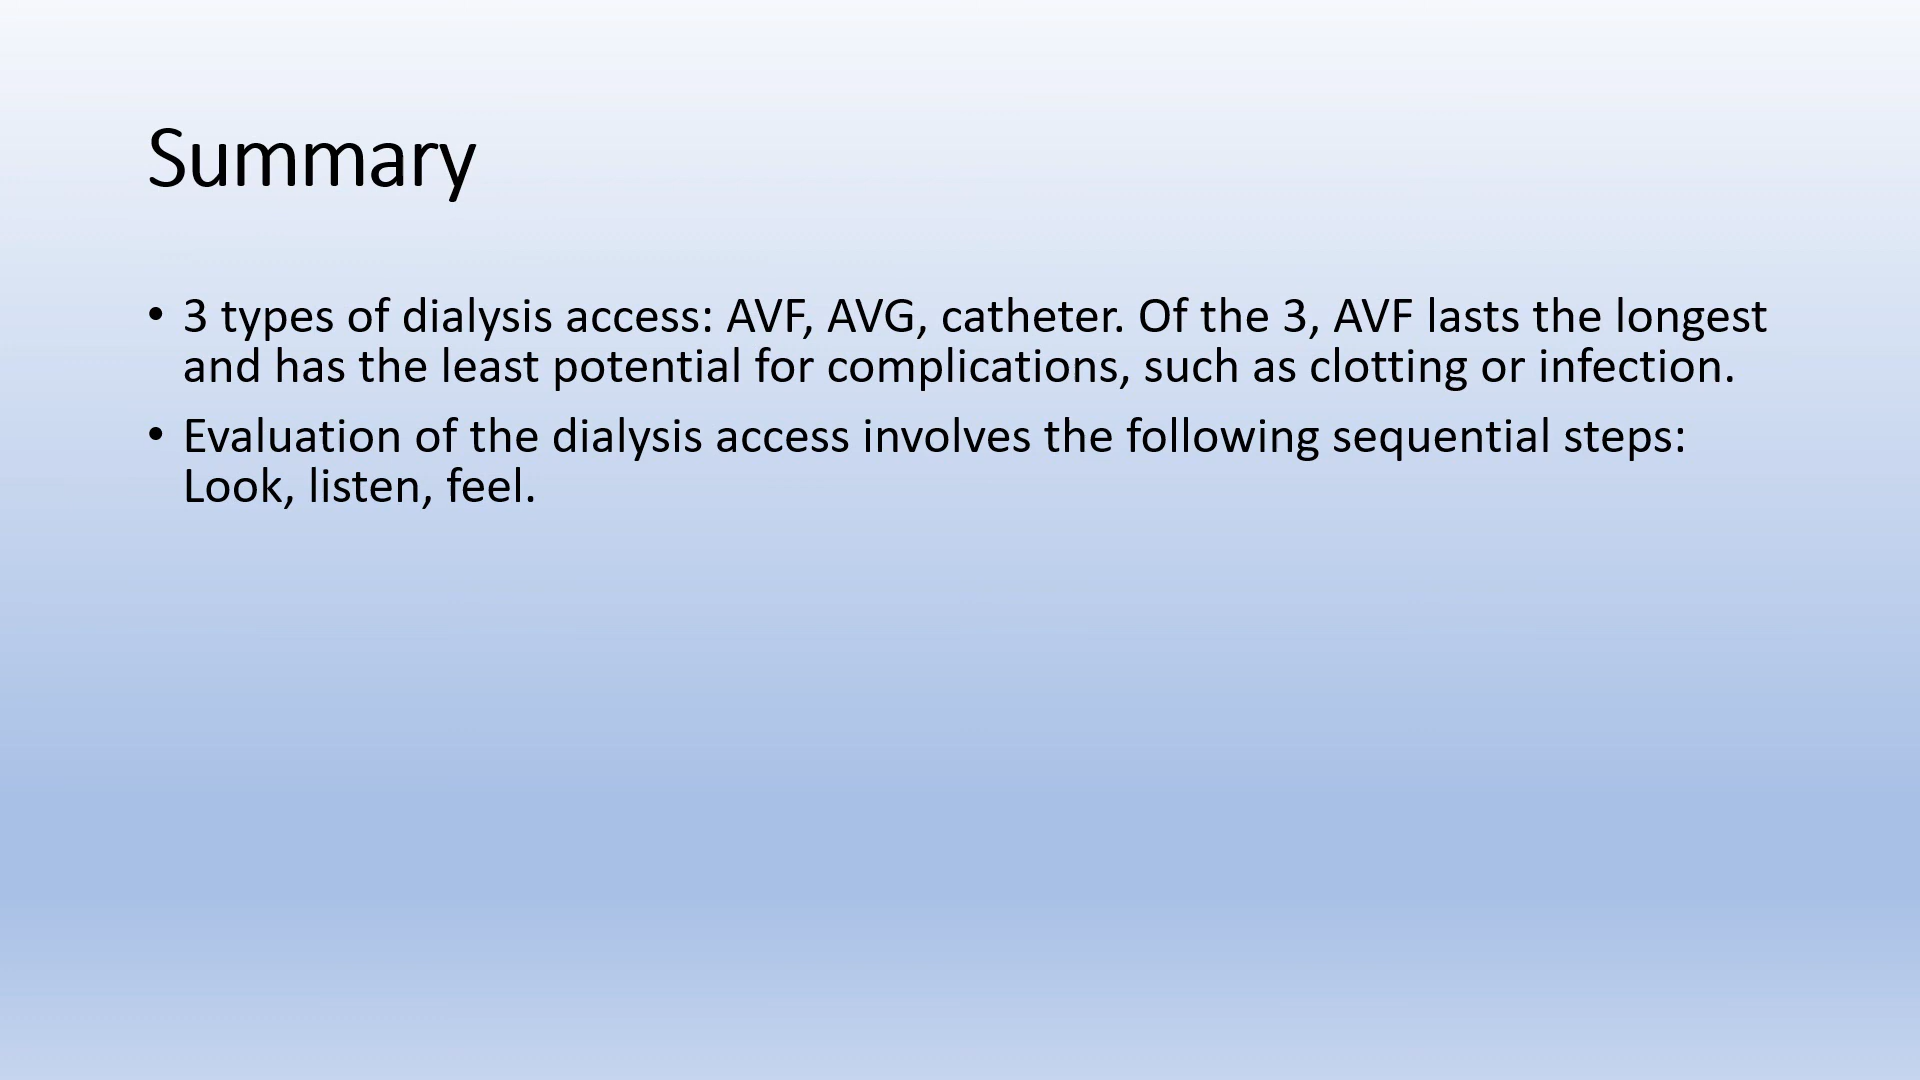 Summary
• 3 types of dialysis access: AVF, AVG, catheter. Of the 3, AVF lasts the longest
and has the least potential for complications, such as clotting or infection.
• Evaluation of the dialysis access involves the following sequential steps:
Look, listen, feel.